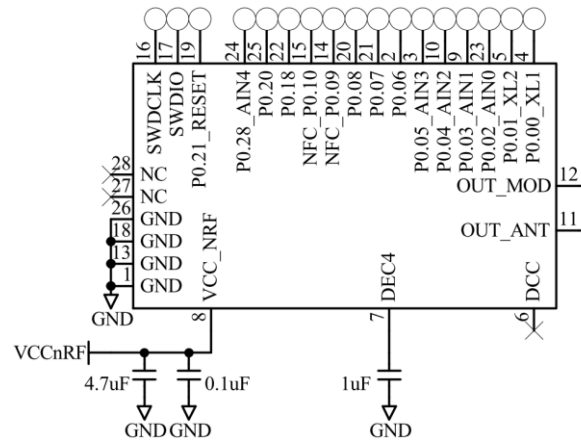 16 17 19 24 25 22 15 14 20 21 2 3 10 9 23 5 4
SWDCLK
SWDIO
P0.21_RESET
P0.28_AIN4
P0.20
P0.18
NFC_P0.10
NFC_P0.09
P0.08
P0.07
P0.06
P0.05_AIN3
P0.04_AIN2
P0.03_AIN1
P0.02_AIN0
P0.01_XL2
P0.00_XL1
28 NC
27 NC
26 GND
18 GND
13 GND
1 GND
OUT_MOD 12
OUT_ANT 11
VCC_NRF
DEC4
DCC
GND
8
7
6
VCCnRF
4.7uF
0.1uF
1uF
GND
GND
GND